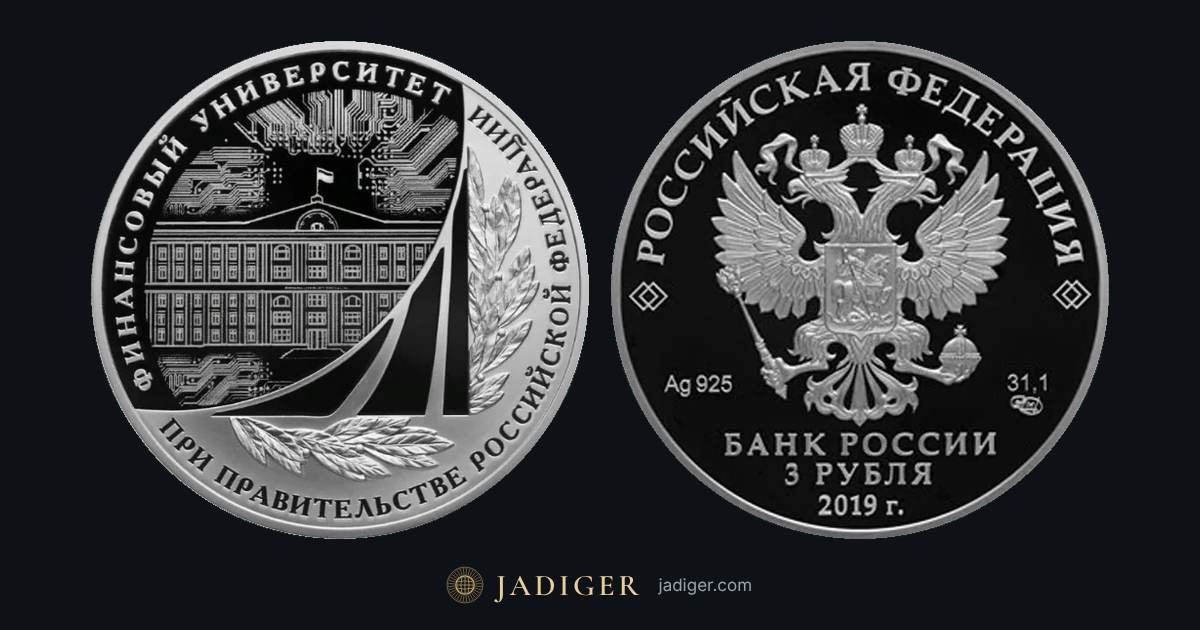 ФИНАНСОВЫЙ УНИВЕРСИТЕТ
ПРИ ПРАВИТЕЛЬСТВЕ РОССИЙСКОЙ ФЕДЕРАЦИИ
РОССИЙСКАЯ ФЕДЕРАЦИЯ
Ag 925
31,1
БАНК РОССИИ
3 РУБЛЯ
2019 г.
JADIGER
jadiger.com